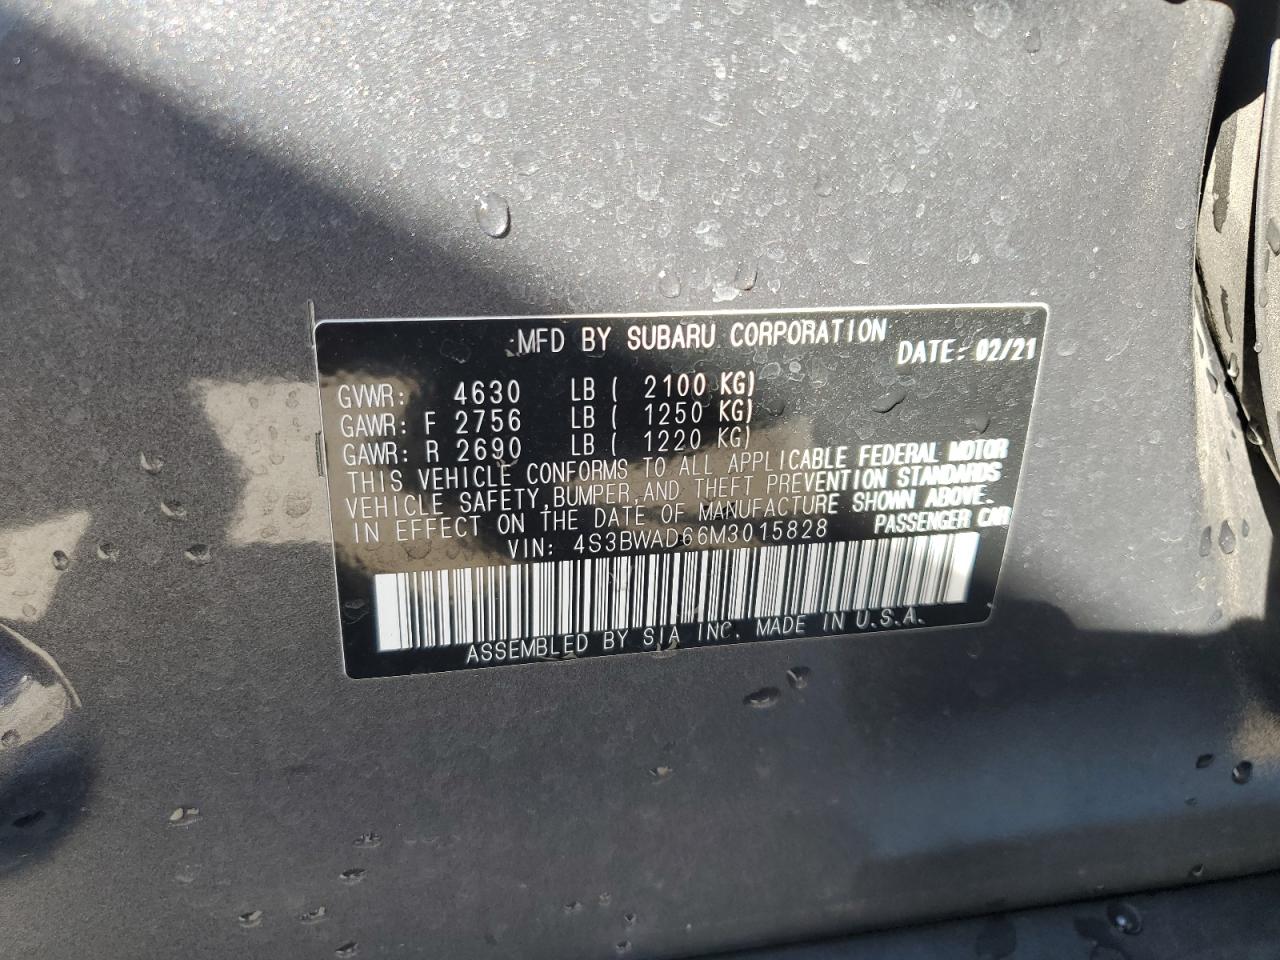 MFD BY SUBARU CORPORATION
DATE: 02/21
GVWR: 4630 LB ( 2100 KG)
GAWR: F 2756 LB ( 1250 KG)
GAWR: R 2690 LB ( 1220 KG)
THIS VEHICLE CONFORMS TO ALL APPLICABLE FEDERAL MOTOR
VEHICLE SAFETY,BUMPER,AND THEFT PREVENTION STANDARDS
IN EFFECT ON THE DATE OF MANUFACTURE SHOWN ABOVE.
VIN: 4S3BWAD66M3015828 PASSENGER CAR
ASSEMBLED BY SIA INC. MADE IN U.S.A.